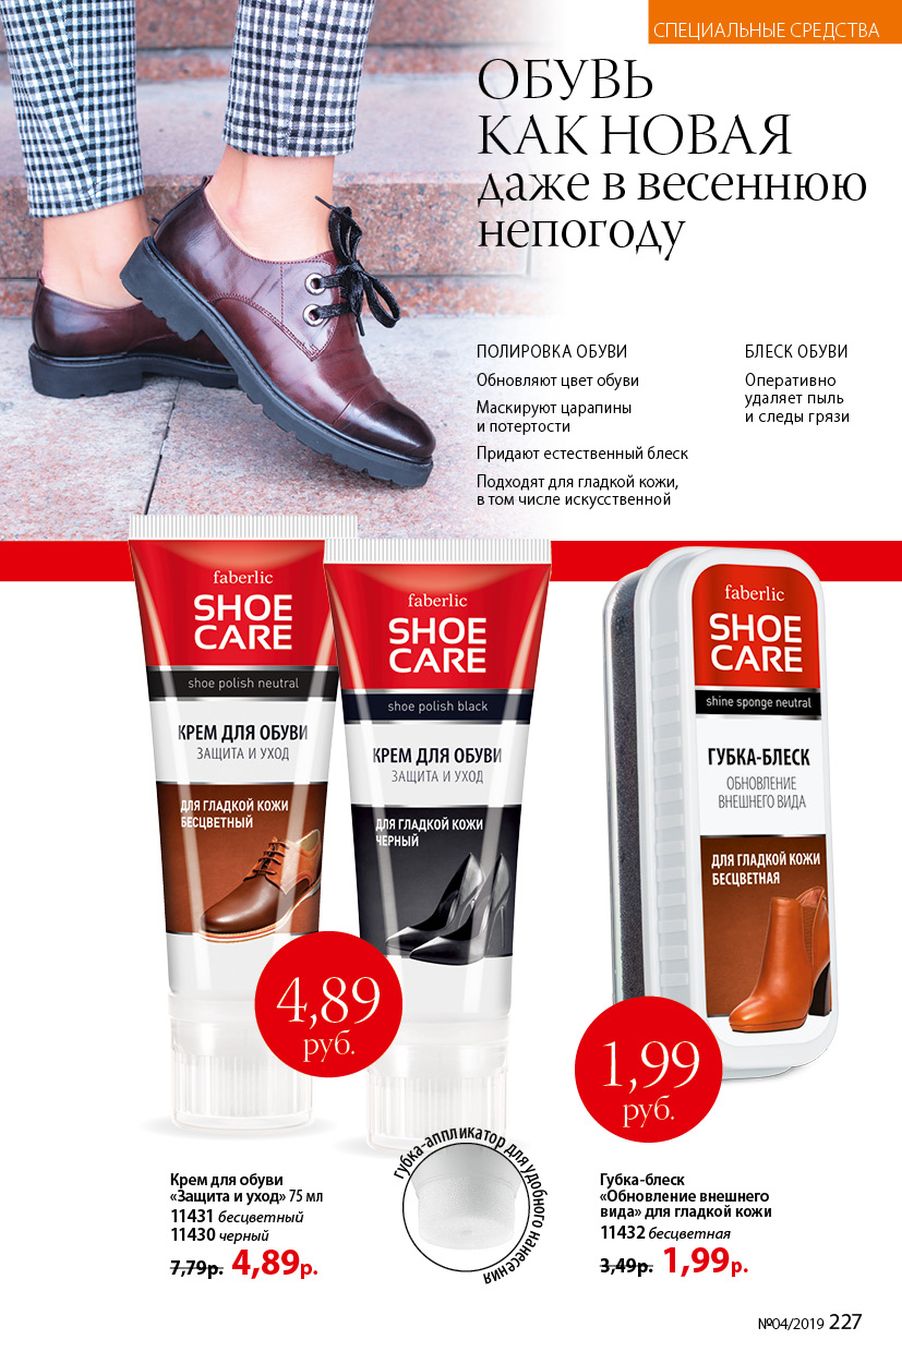 СПЕЦИАЛЬНЫЕ СРЕДСТВА
ОБУВЬ
КАК НОВАЯ
даже в весеннюю
непогоду
ПОЛИРОВКА ОБУВИ
Обновляют цвет обуви
Маскируют царапины
и потертости
Придают естественный блеск
Подходят для гладкой кожи,
в том числе искусственной
БЛЕСК ОБУВИ
Оперативно
удаляет пыль
и следы грязи
faberlic
SHOE
CARE
shoe polish neutral
КРЕМ ДЛЯ ОБУВИ
ЗАЩИТА И УХОД
ДЛЯ ГЛАДКОЙ КОЖИ
БЕСЦВЕТНЫЙ
faberlic
SHOE
CARE
shoe polish black
КРЕМ ДЛЯ ОБУВИ
ЗАЩИТА И УХОД
ДЛЯ ГЛАДКОЙ КОЖИ
ЧЕРНЫЙ
faberlic
SHOE
CARE
shine sponge neutral
ГУБКА-БЛЕСК
ОБНОВЛЕНИЕ
ВНЕШНЕГО ВИДА
ДЛЯ ГЛАДКОЙ КОЖИ
БЕСЦВЕТНАЯ
4,89
руб.
1,99
руб.
Крем для обуви
«Защита и уход» 75 мл
11431 бесцветный
11430 черный
7,79р. 4,89р.
губка-аппликатор для удобного нанесения
Губка-блеск
«Обновление внешнего
вида» для гладкой кожи
11432 бесцветная
3,49р. 1,99р.
№04/2019 227